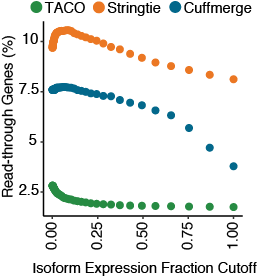 TACO Stringtie Cuffmerge
Read-through Genes (%)
10
7.5
5
2.5
0.00 0.25 0.50 0.75 1.00
Isoform Expression Fraction Cutoff